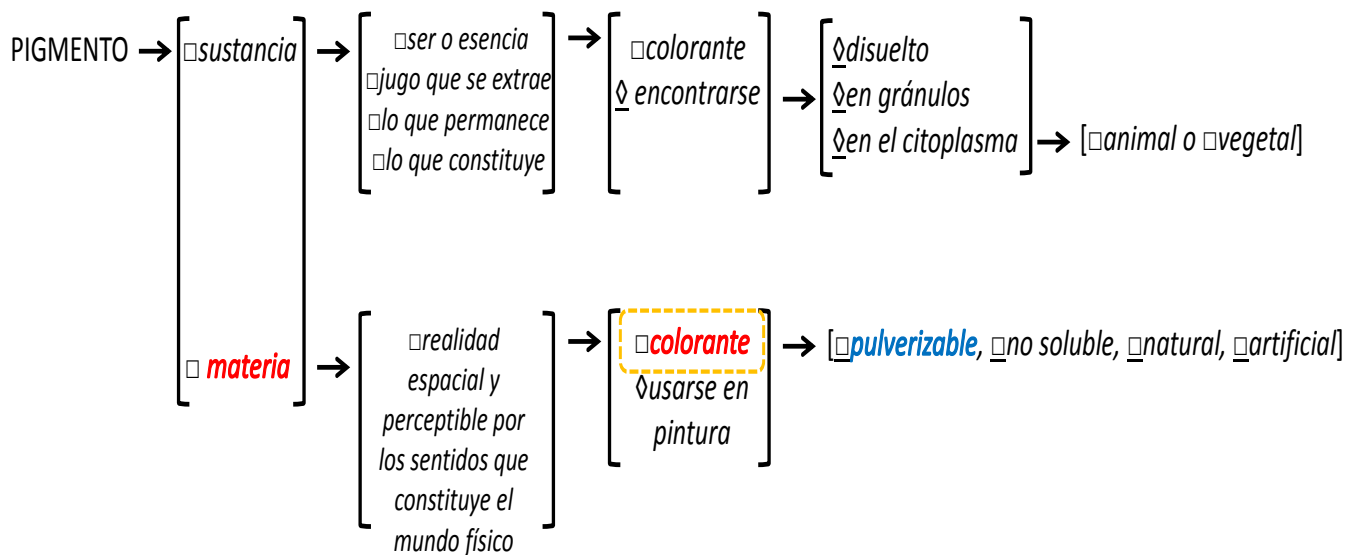 PIGMENTO → □sustancia → □ser o esencia
□jugo que se extrae
□lo que permanece
□lo que constituye
→ □colorante
◊ encontrarse
→ ◊disuelto
◊en gránulos
◊en el citoplasma → [□animal o □vegetal]
□ materia → □realidad
espacial y
perceptible por
los sentidos que
constituye el
mundo físico
→ □colorante
◊usarse en
pintura
→ [□pulverizable, □no soluble, □natural, □artificial]